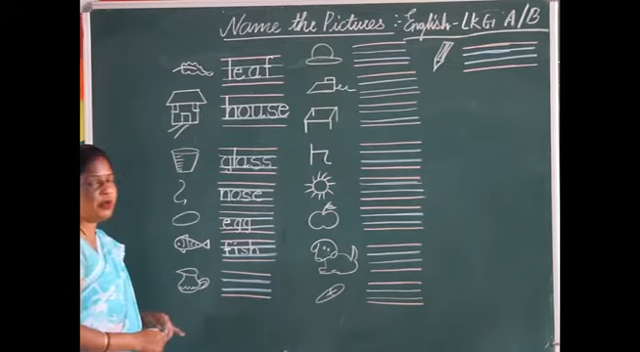 Name the Pictures :- English - LKG A/B
leaf
house
glass
nose
egg
fish